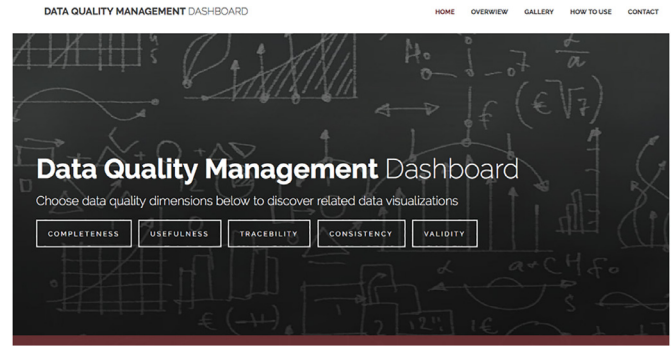 DATA QUALITY MANAGEMENT DASHBOARD
HOME OVERWIEW GALLERY HOW TO USE CONTACT
Data Quality Management Dashboard
Choose data quality dimensions below to discover related data visualizations
COMPLETENESS USEFULNESS TRACEBILITY CONSISTENCY VALIDITY